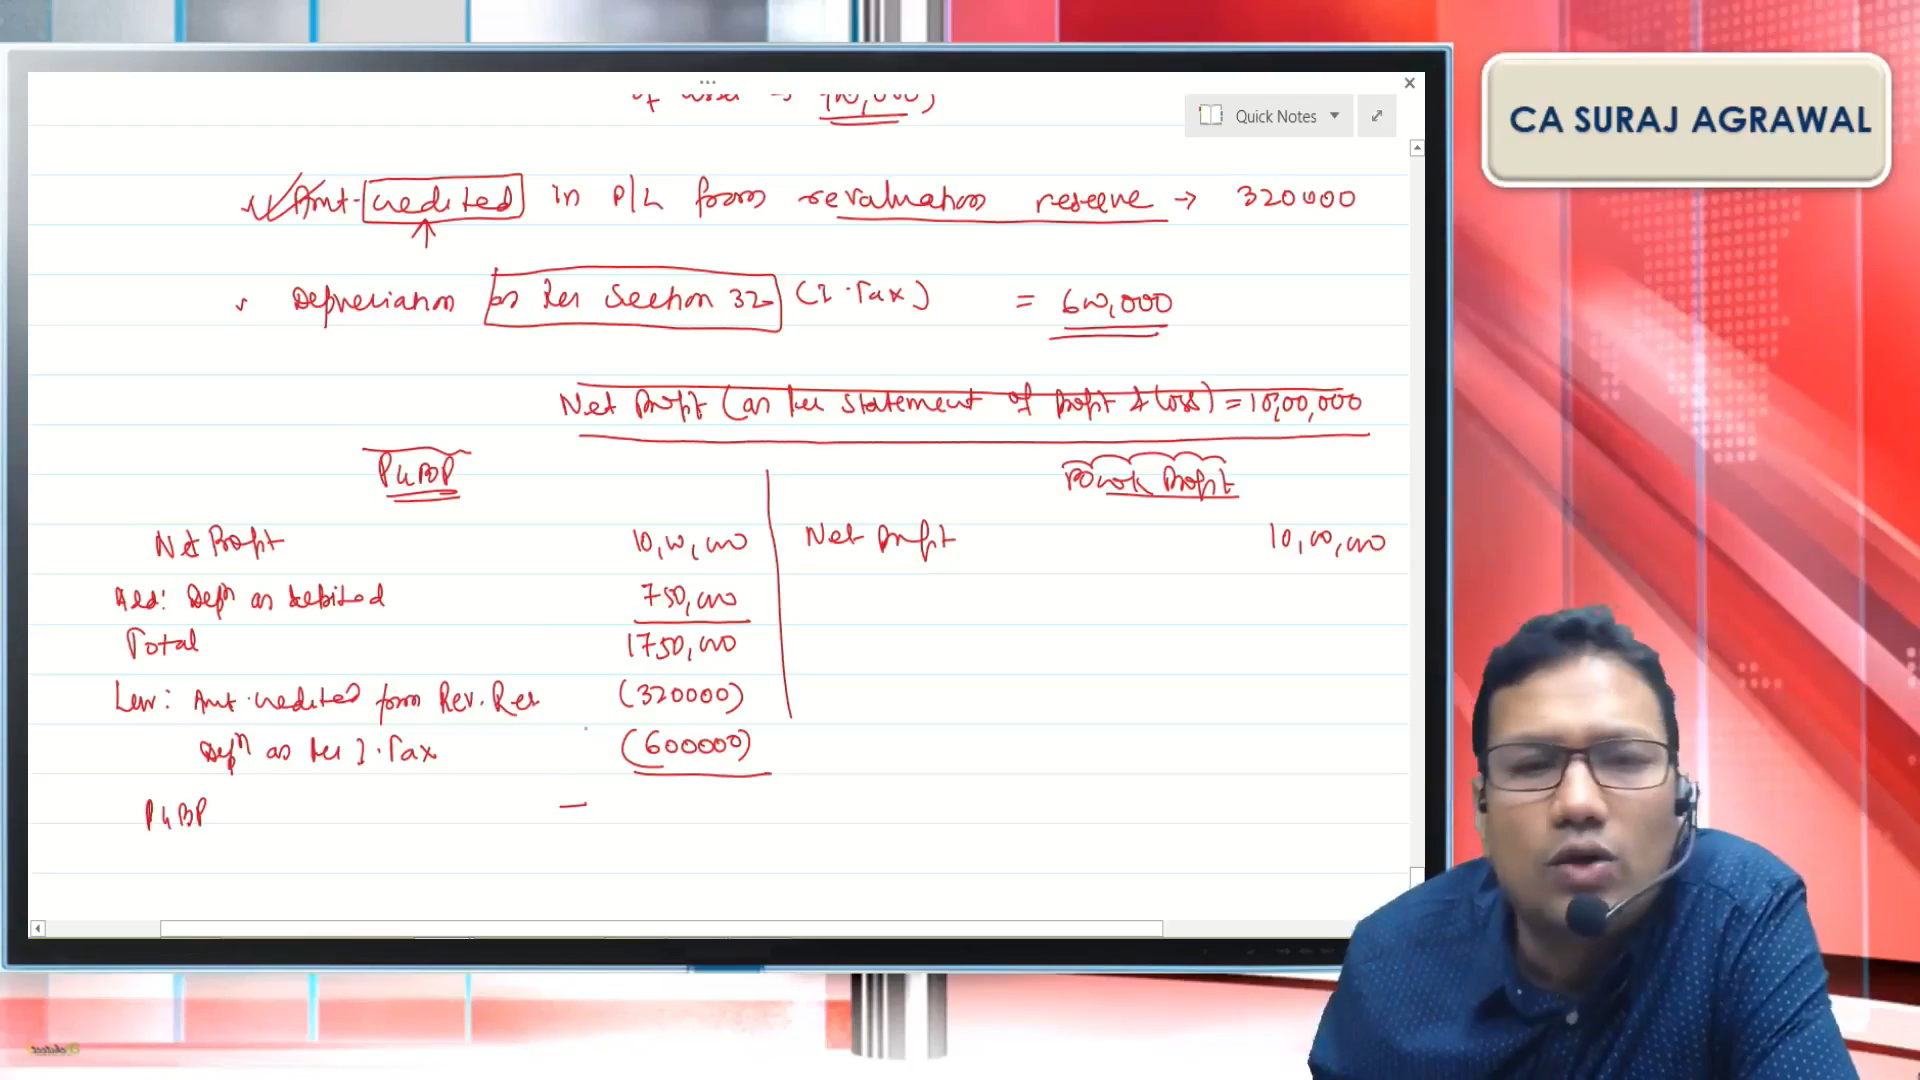 CA SURAJ AGRAWAL
Quick Notes
Amt. credited in P/L from revaluation reserve → 320000
Depreciation as per Section 32 (I. Tax) = 600,000
Net Profit (as per statement of Profit & Loss) = 10,00,000
PGBP
Book Profit
Net Profit 10,00,000
Net Profit 10,00,000
Add: Depn as debited 750,000
Total 1750,000
Less: Amt. credited from Rev. Res (320000)
Depn as per I. Tax (600000)
PGBP —